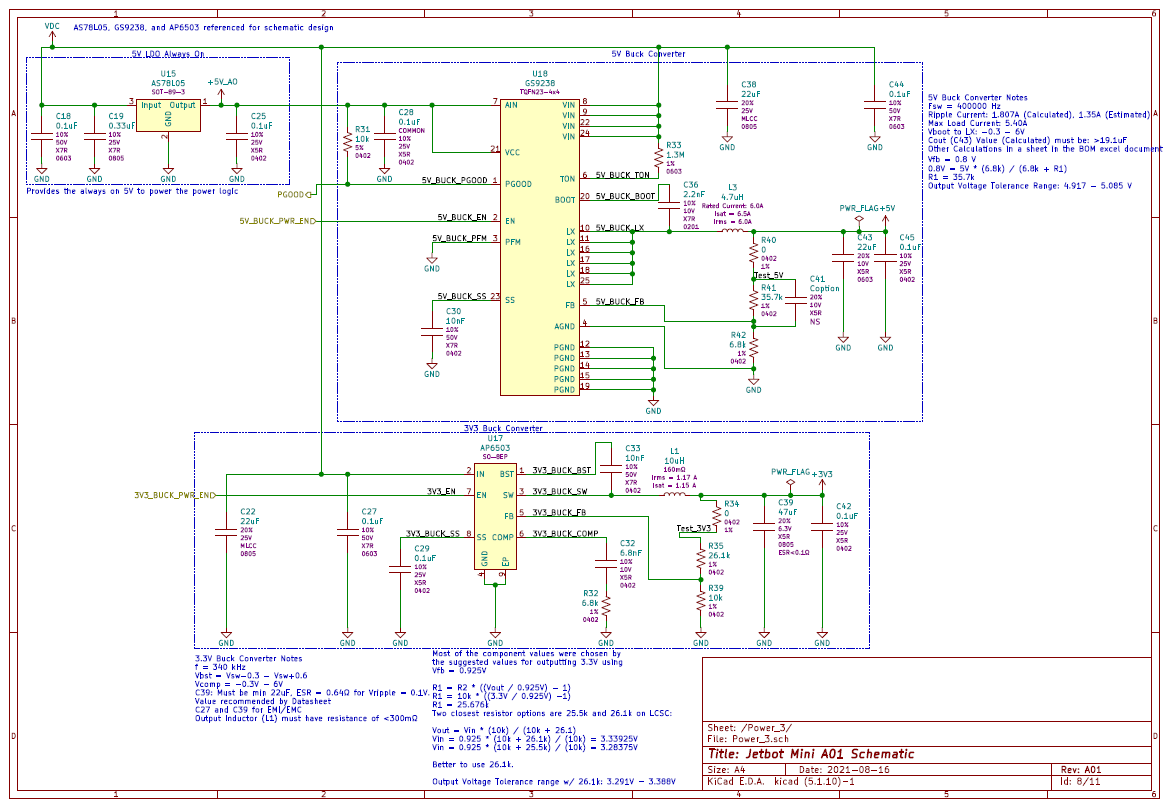 1 2 3 4 5 6
A
B
C
D
VDC
AS78L05, GS9238, and AP6503 referenced for schematic design
5V LDO Always On
U15
AS78L05
SOT-89-3
Input Output
GND
3
1
2
+5V_AO
C18
0.1uF
10%
50V
X7R
0603
C19
0.33uF
10%
25V
X7R
0805
C25
0.1uF
10%
25V
X5R
0402
GND
GND
GND
GND
Provides the always on 5V to power the power logic
PGOOD
5V_BUCK_PWR_EN
5V Buck Converter
U18
GS9238
TQFN23-4x4
R31
10k
5%
0402
C28
0.1uF
COMMON
10%
25V
X5R
0402
GND
7 AIN
21 VCC
5V_BUCK_PGOOD 1 PGOOD
5V_BUCK_EN 2 EN
5V_BUCK_PFM 3 PFM
GND
5V_BUCK_SS 23 SS
C30
10nF
10%
50V
X7R
0402
GND
VIN 8
VIN 9
VIN 22
VIN 24
TON 6 5V_BUCK_TON
BOOT 20 5V_BUCK_BOOT
LX 10 5V_BUCK_LX
LX 11
LX 16
LX 17
LX 18
LX 25
FB 5 5V_BUCK_FB
AGND 4
PGND 12
PGND 13
PGND 14
PGND 15
PGND 19
GND
R33
1.3M
1%
0402
C36
2.2nF
10%
10V
X7R
0201
L3
4.7uH
Rated Current: 6.0A
Isat = 6.5A
Irms = 6.0A
C38
22uF
20%
25V
MLCC
0805
GND
C44
0.1uF
10%
50V
X7R
0603
GND
R40
0
0402
1%
Test_5V
R41
35.7k
1%
0402
C41
Coption
20%
10V
X5R
NS
R42
6.8k
1%
0402
GND
PWR_FLAG
+5V
C43
22uF
20%
10V
X5R
0603
GND
C45
0.1uF
10%
25V
X5R
0402
GND
5V Buck Converter Notes
Fsw = 400000 Hz
Ripple Current: 1.807A (Calculated), 1.35A (Estimated)
Max Load Current: 5.40A
Vboot to LX: -0.3 - 6V
Cout (C43) Value (Calculated) must be: >19.1uF
Other Calculations in a sheet in the BOM excel document
Vfb = 0.8 V
0.8V = 5V * (6.8k) / (6.8k + R1)
R1 = 35.7k
Output Voltage Tolerance Range: 4.917 - 5.085 V
3V3 Buck Converter
U17
AP6503
SO-8EP
3V3_BUCK_PWR_EN
2 IN
3V3_EN 7 EN
3V3_BUCK_SS 8 SS
BST 1 3V3_BUCK_BST
SW 3 3V3_BUCK_SW
FB 5 3V3_BUCK_FB
COMP 6 3V3_BUCK_COMP
GND
EP
4
9
GND
C22
22uF
20%
25V
MLCC
0805
GND
C27
0.1uF
10%
50V
X7R
0603
GND
C29
0.1uF
10%
25V
X5R
0402
GND
C33
10nF
10%
50V
X7R
0402
L1
10uH
160mΩ
Irms = 1.17 A
Isat = 1.15 A
C32
6.8nF
10%
10V
X5R
0402
R32
6.8k
1%
0402
GND
R34
0
0402
1%
Test_3V3
R35
26.1k
1%
0402
R39
10k
1%
0402
GND
PWR_FLAG
+3V3
C39
47uF
20%
6.3V
X5R
0805
ESR<0.1Ω
GND
C42
0.1uF
10%
25V
X5R
0402
GND
3.3V Buck Converter Notes
f = 340 kHz
Vbst = Vsw-0.3 - Vsw+6
Vcomp = -0.3V - 6V
C39: Must be min 22uF, ESR = 0.64Ω for Vripple = 0.1V.
Value recommended by Datasheet
C27 and C39 for EMI/EMC
Output Inductor (L1) must have resistance of <300mΩ
Most of the component values were chosen by
the suggested values for outputting 3.3V using
Vfb = 0.925V
R1 = R2 * ((Vout / 0.925V) - 1)
R1 = 10k * ((3.3V / 0.925V) -1)
R1 = 25.676k
Two closest resistor options are 25.5k and 26.1k on LCSC:
Vout = Vin * (10k) / (10k + 26.1)
Vin = 0.925 * (10k + 26.1k) / (10k) = 3.33925V
Vin = 0.925 * (10k + 25.5k) / (10k) = 3.28375V
Better to use 26.1k.
Output Voltage Tolerance range w/ 26.1k: 3.291V - 3.388V
Sheet: /Power_3/
File: Power_3.sch
Title: Jetbot Mini A01 Schematic
Size: A4 Date: 2021-08-16 Rev: A01
KiCad E.D.A. kicad (5.1.10)-1 Id: 8/11
A
B
C
D
1 2 3 4 5 6